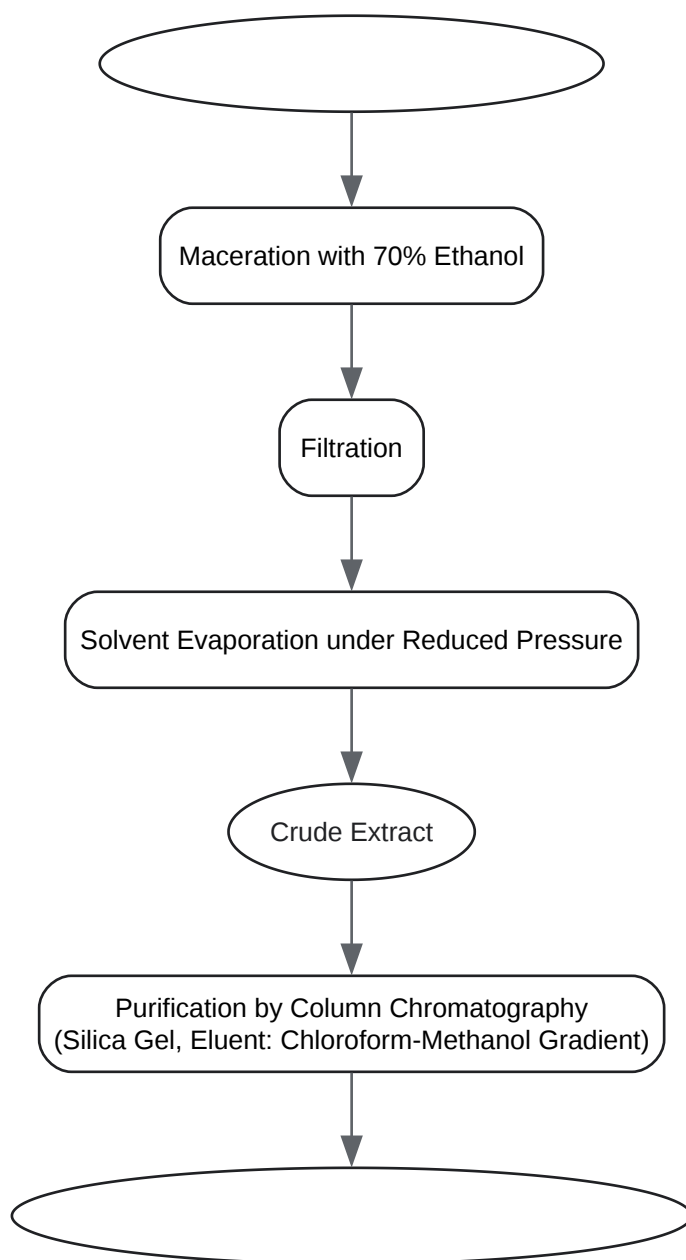 Maceration with 70% Ethanol
Filtration
Solvent Evaporation under Reduced Pressure
Crude Extract
Purification by Column Chromatography
(Silica Gel, Eluent: Chloroform-Methanol Gradient)